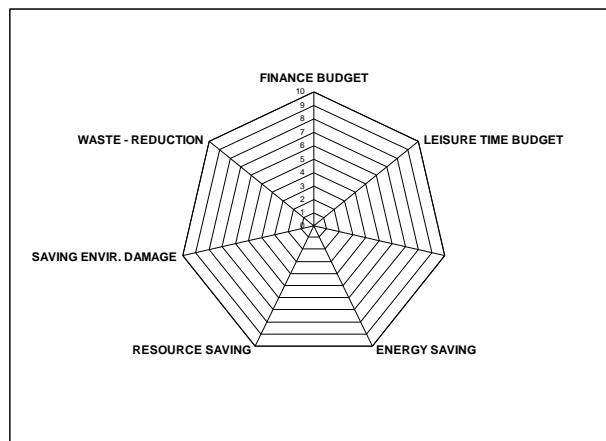 FINANCE BUDGET
10
9
8
7
6
5
4
3
2
1
0
WASTE - REDUCTION
LEISURE TIME BUDGET
SAVING ENVIR. DAMAGE
RESOURCE SAVING
ENERGY SAVING